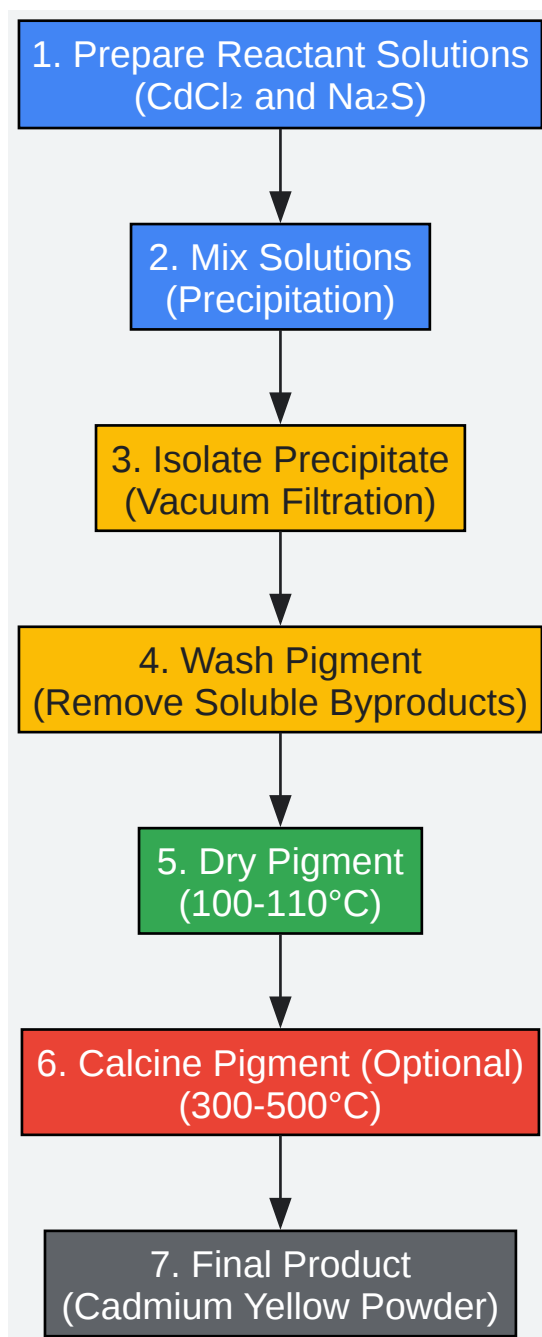 1. Prepare Reactant Solutions
(CdCl₂ and Na₂S)
2. Mix Solutions
(Precipitation)
3. Isolate Precipitate
(Vacuum Filtration)
4. Wash Pigment
(Remove Soluble Byproducts)
5. Dry Pigment
(100-110°C)
6. Calcine Pigment (Optional)
(300-500°C)
7. Final Product
(Cadmium Yellow Powder)